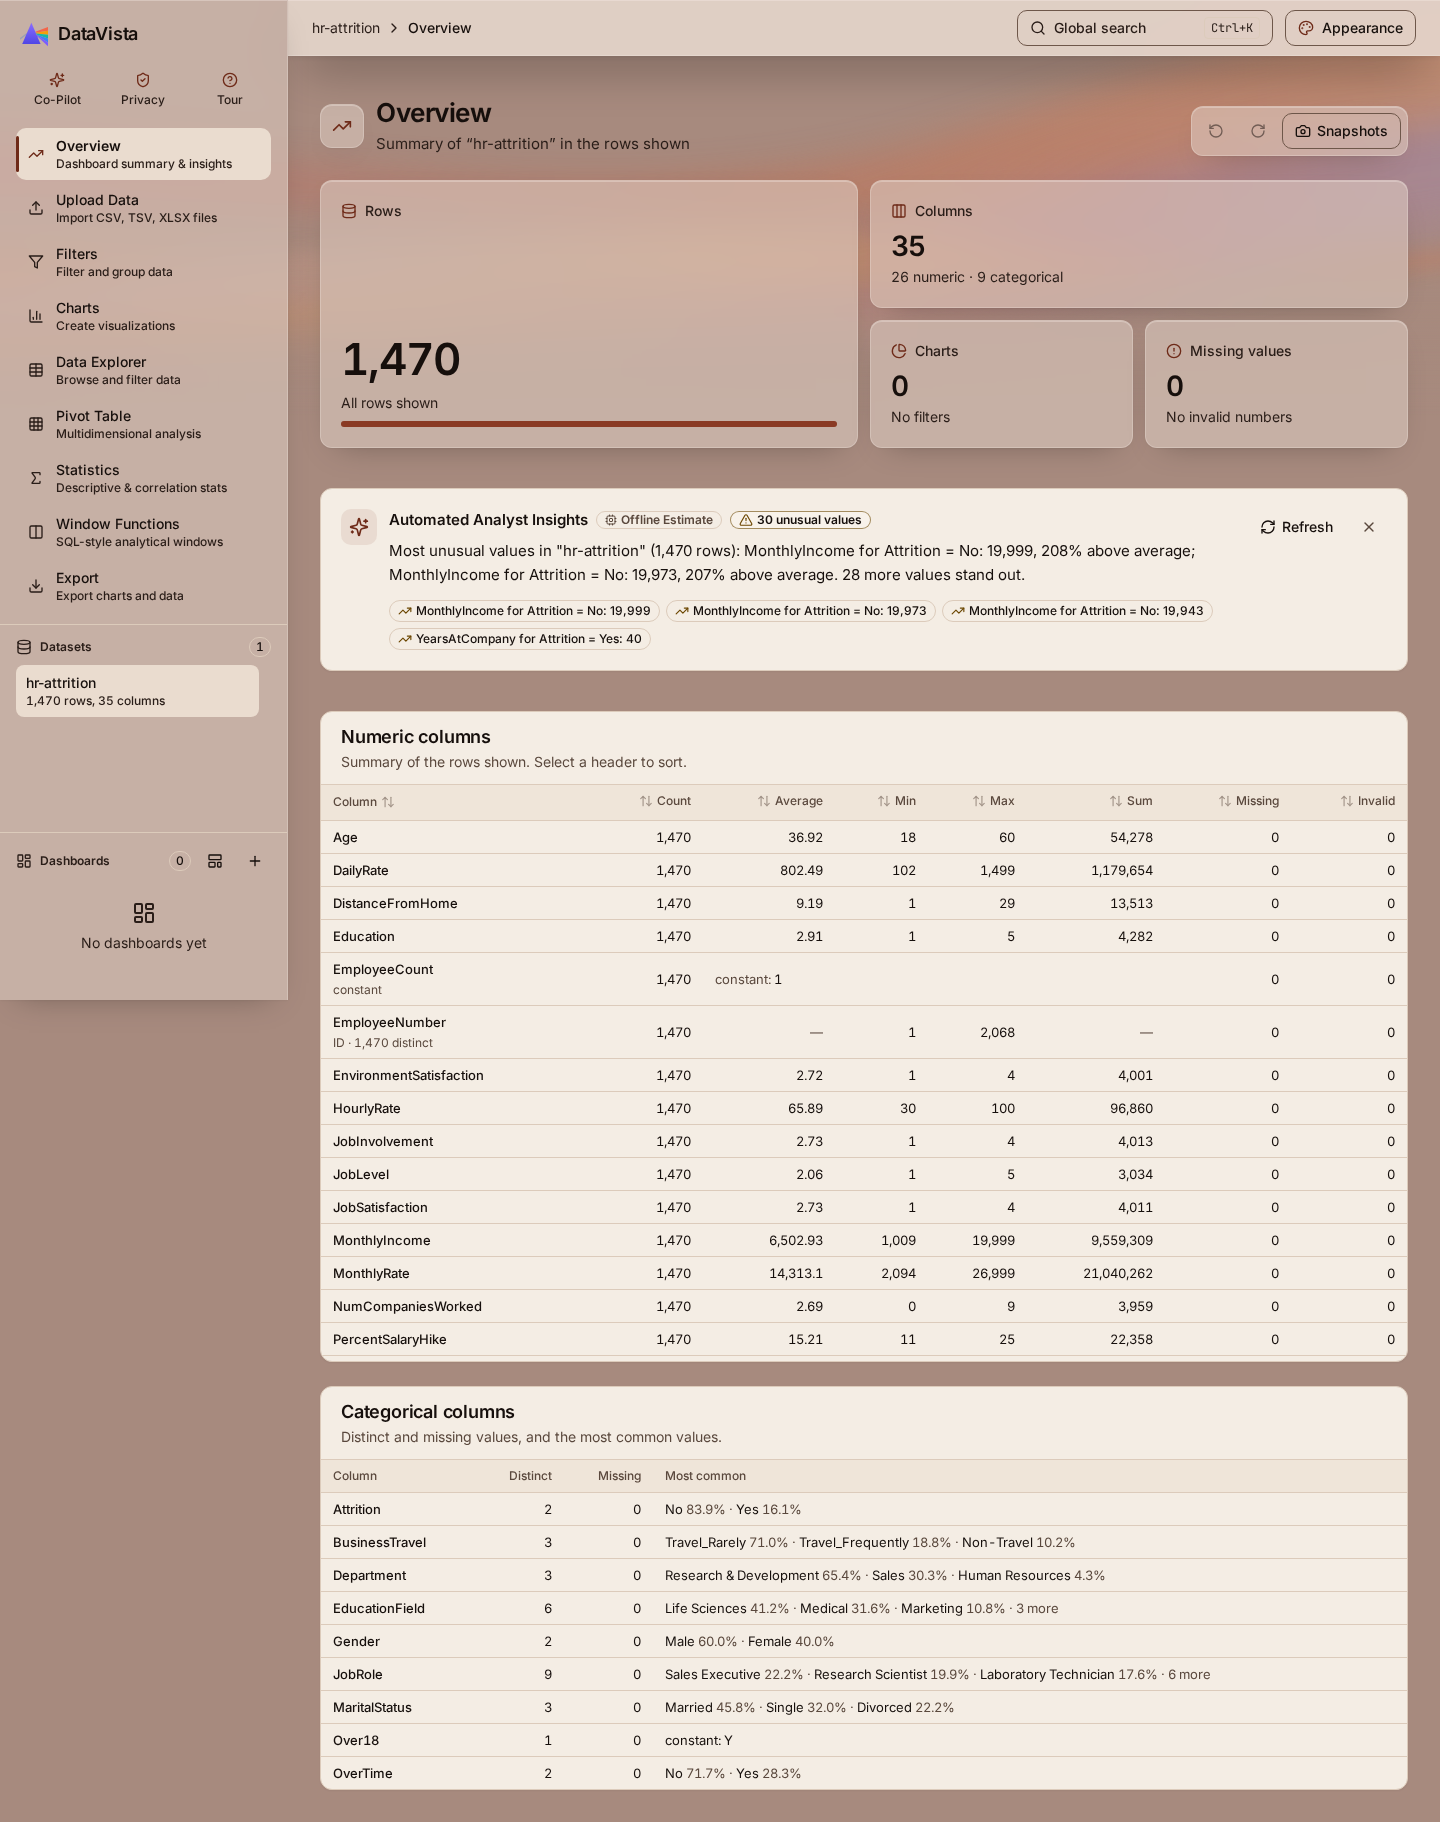 DataVista
Co-Pilot Privacy Tour
Overview
Dashboard summary & insights
Upload Data
Import CSV, TSV, XLSX files
Filters
Filter and group data
Charts
Create visualizations
Data Explorer
Browse and filter data
Pivot Table
Multidimensional analysis
Statistics
Descriptive & correlation stats
Window Functions
SQL-style analytical windows
Export
Export charts and data
Datasets 1
hr-attrition
1,470 rows, 35 columns
Dashboards 0
No dashboards yet
hr-attrition Overview
Global search Ctrl+K
Appearance
Overview
Summary of “hr-attrition” in the rows shown
Snapshots
Rows
1,470
All rows shown
Columns
35
26 numeric · 9 categorical
Charts
0
No filters
Missing values
0
No invalid numbers
Automated Analyst Insights Offline Estimate 30 unusual values
Refresh
Most unusual values in "hr-attrition" (1,470 rows): MonthlyIncome for Attrition = No: 19,999, 208% above average;
MonthlyIncome for Attrition = No: 19,973, 207% above average. 28 more values stand out.
MonthlyIncome for Attrition = No: 19,999 MonthlyIncome for Attrition = No: 19,973 MonthlyIncome for Attrition = No: 19,943
YearsAtCompany for Attrition = Yes: 40
Numeric columns
Summary of the rows shown. Select a header to sort.
Column Count Average Min Max Sum Missing Invalid
Age 1,470 36.92 18 60 54,278 0 0
DailyRate 1,470 802.49 102 1,499 1,179,654 0 0
DistanceFromHome 1,470 9.19 1 29 13,513 0 0
Education 1,470 2.91 1 5 4,282 0 0
EmployeeCount 1,470 constant: 1 0 0
constant
EmployeeNumber 1,470 — 1 2,068 — 0 0
ID · 1,470 distinct
EnvironmentSatisfaction 1,470 2.72 1 4 4,001 0 0
HourlyRate 1,470 65.89 30 100 96,860 0 0
JobInvolvement 1,470 2.73 1 4 4,013 0 0
JobLevel 1,470 2.06 1 5 3,034 0 0
JobSatisfaction 1,470 2.73 1 4 4,011 0 0
MonthlyIncome 1,470 6,502.93 1,009 19,999 9,559,309 0 0
MonthlyRate 1,470 14,313.1 2,094 26,999 21,040,262 0 0
NumCompaniesWorked 1,470 2.69 0 9 3,959 0 0
PercentSalaryHike 1,470 15.21 11 25 22,358 0 0
Categorical columns
Distinct and missing values, and the most common values.
Column Distinct Missing Most common
Attrition 2 0 No 83.9% · Yes 16.1%
BusinessTravel 3 0 Travel_Rarely 71.0% · Travel_Frequently 18.8% · Non-Travel 10.2%
Department 3 0 Research & Development 65.4% · Sales 30.3% · Human Resources 4.3%
EducationField 6 0 Life Sciences 41.2% · Medical 31.6% · Marketing 10.8% · 3 more
Gender 2 0 Male 60.0% · Female 40.0%
JobRole 9 0 Sales Executive 22.2% · Research Scientist 19.9% · Laboratory Technician 17.6% · 6 more
MaritalStatus 3 0 Married 45.8% · Single 32.0% · Divorced 22.2%
Over18 1 0 constant: Y
OverTime 2 0 No 71.7% · Yes 28.3%